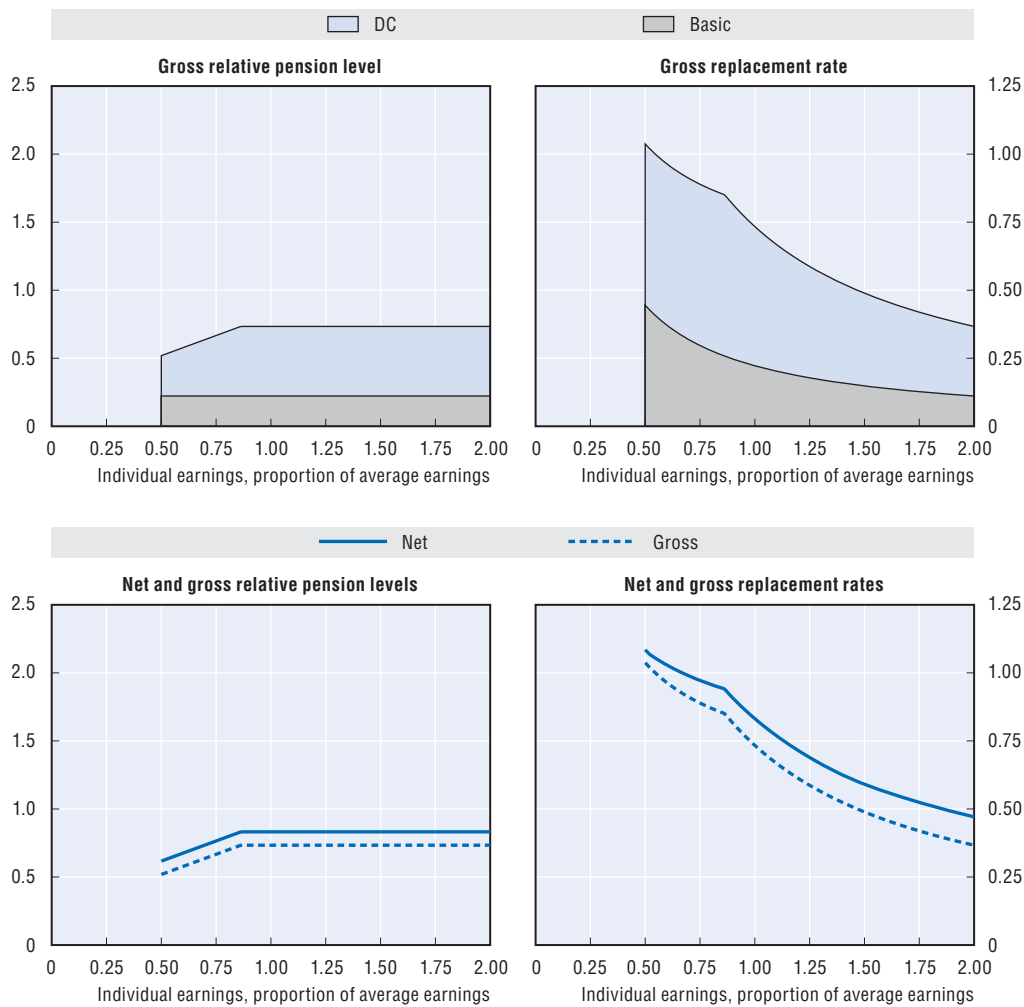 DC Basic
Gross relative pension level
2.5
2.0
1.5
1.0
0.5
0
0 0.25 0.50 0.75 1.00 1.25 1.50 1.75 2.00
Individual earnings, proportion of average earnings
Gross replacement rate
1.25
1.00
0.75
0.50
0.25
0
0 0.25 0.50 0.75 1.00 1.25 1.50 1.75 2.00
Individual earnings, proportion of average earnings
Net Gross
Net and gross relative pension levels
2.5
2.0
1.5
1.0
0.5
0
0 0.25 0.50 0.75 1.00 1.25 1.50 1.75 2.00
Individual earnings, proportion of average earnings
Net and gross replacement rates
1.25
1.00
0.75
0.50
0.25
0
0 0.25 0.50 0.75 1.00 1.25 1.50 1.75 2.00
Individual earnings, proportion of average earnings